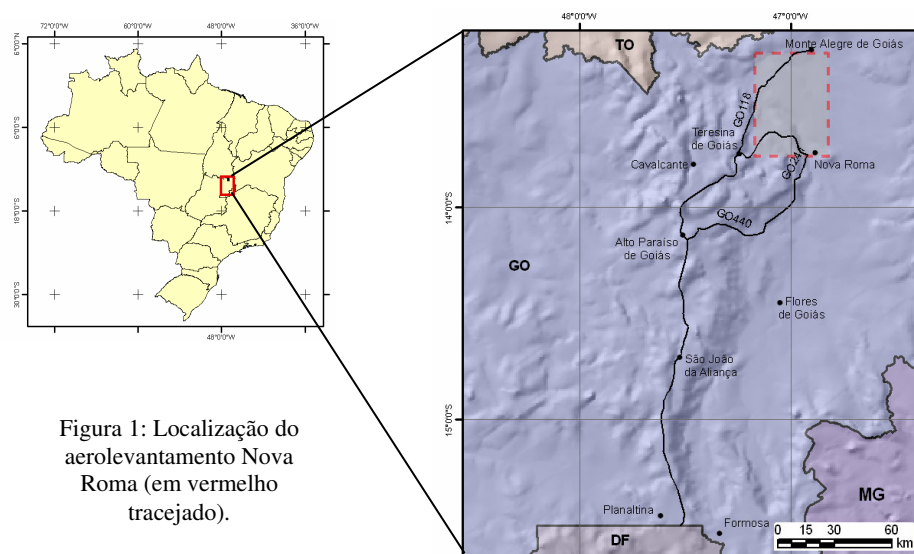 72°0'0"W
60°0'0"W
48°0'0"W
36°0'0"W
6°0'0"N
6°0'0"S
18°0'0"S
30°0'0"S
48°0'0"W
Figura 1: Localização do
aerolevantamento Nova
Roma (em vermelho
tracejado).
48°0'0"W
47°0'0"W
14°0'0"S
15°0'0"S
TO
Monte Alegre de Goiás
GO118
Teresina
de Goiás
Cavalcante
GO24
Nova Roma
GO440
Alto Paraíso
de Goiás
GO
Flores
de Goiás
São João
da Aliança
MG
Planaltina
Formosa
DF
0 15 30 60
km